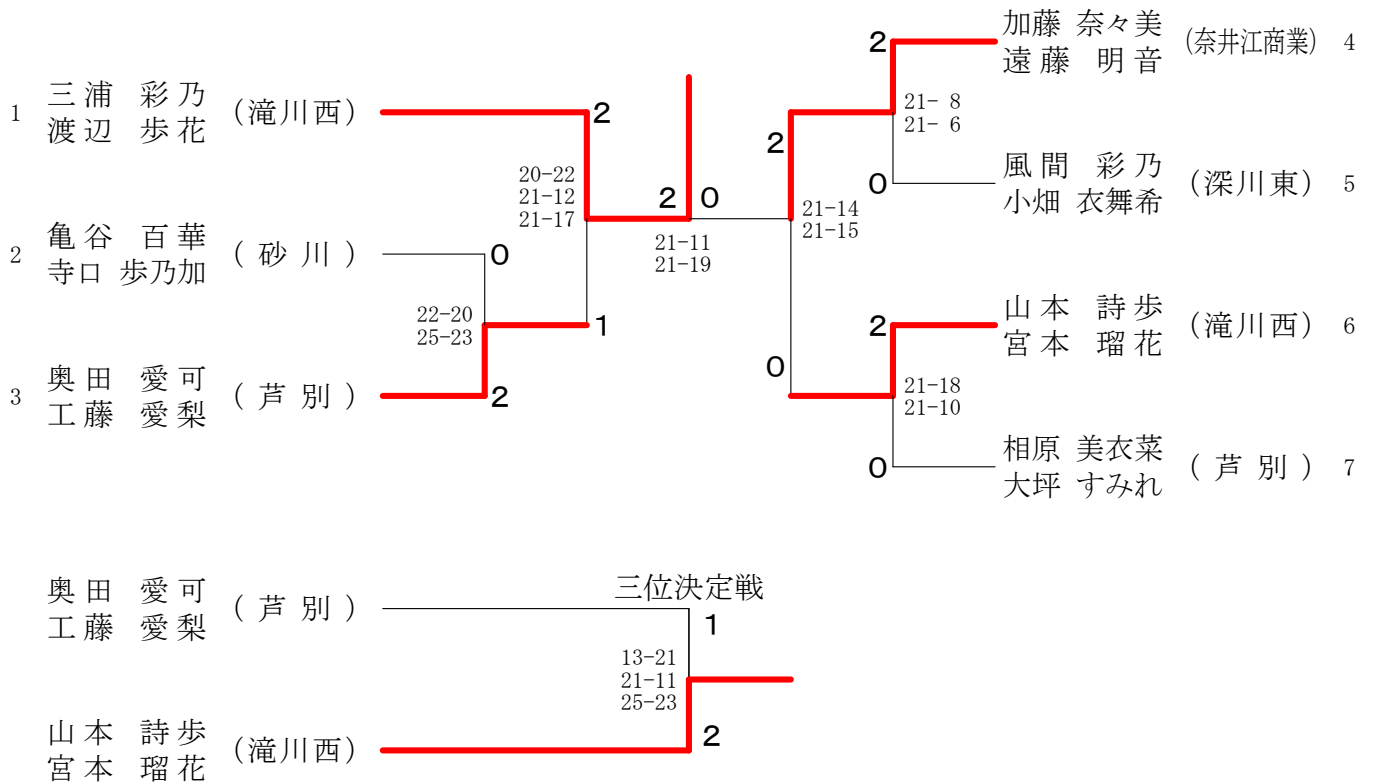 1 三浦 彩乃 (滝川西)
渡辺 歩花
2 亀谷 百華 (砂川)
寺口 歩乃加
3 奥田 愛可 (芦別)
工藤 愛梨
2
20-22
21-12
21-17
0
22-20
25-23
1
2
2 0
21-11
21-19
加藤 奈々美 (奈井江商業) 4
遠藤 明音
風間 彩乃 (深川東) 5
小畑 衣舞希
山本 詩歩 (滝川西) 6
宮本 瑠花
相原 美衣菜 (芦別) 7
大坪 すみれ
2
21- 8
21- 6
0
2
21-14
21-15
0
2
21-18
21-10
0
三位決定戦
奥田 愛可 (芦別)
工藤 愛梨
1
13-21
21-11
25-23
2
山本 詩歩 (滝川西)
宮本 瑠花